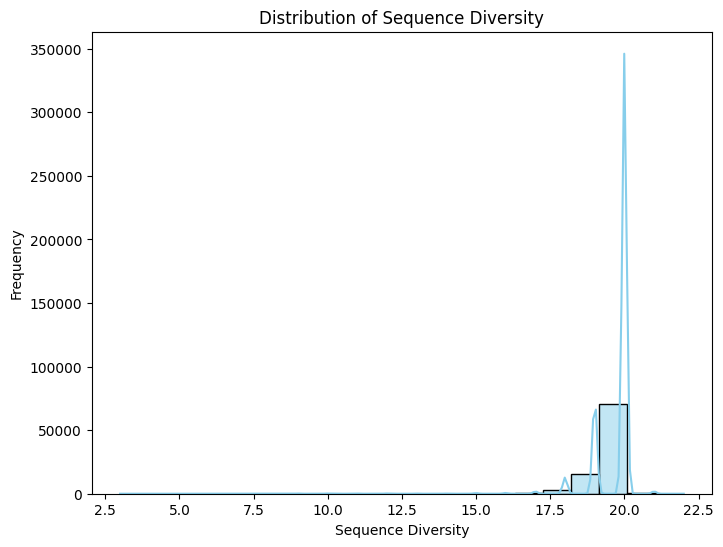 Distribution of Sequence Diversity
350000
300000
250000
200000
150000
100000
50000
0
Frequency
2.5 5.0 7.5 10.0 12.5 15.0 17.5 20.0 22.5
Sequence Diversity